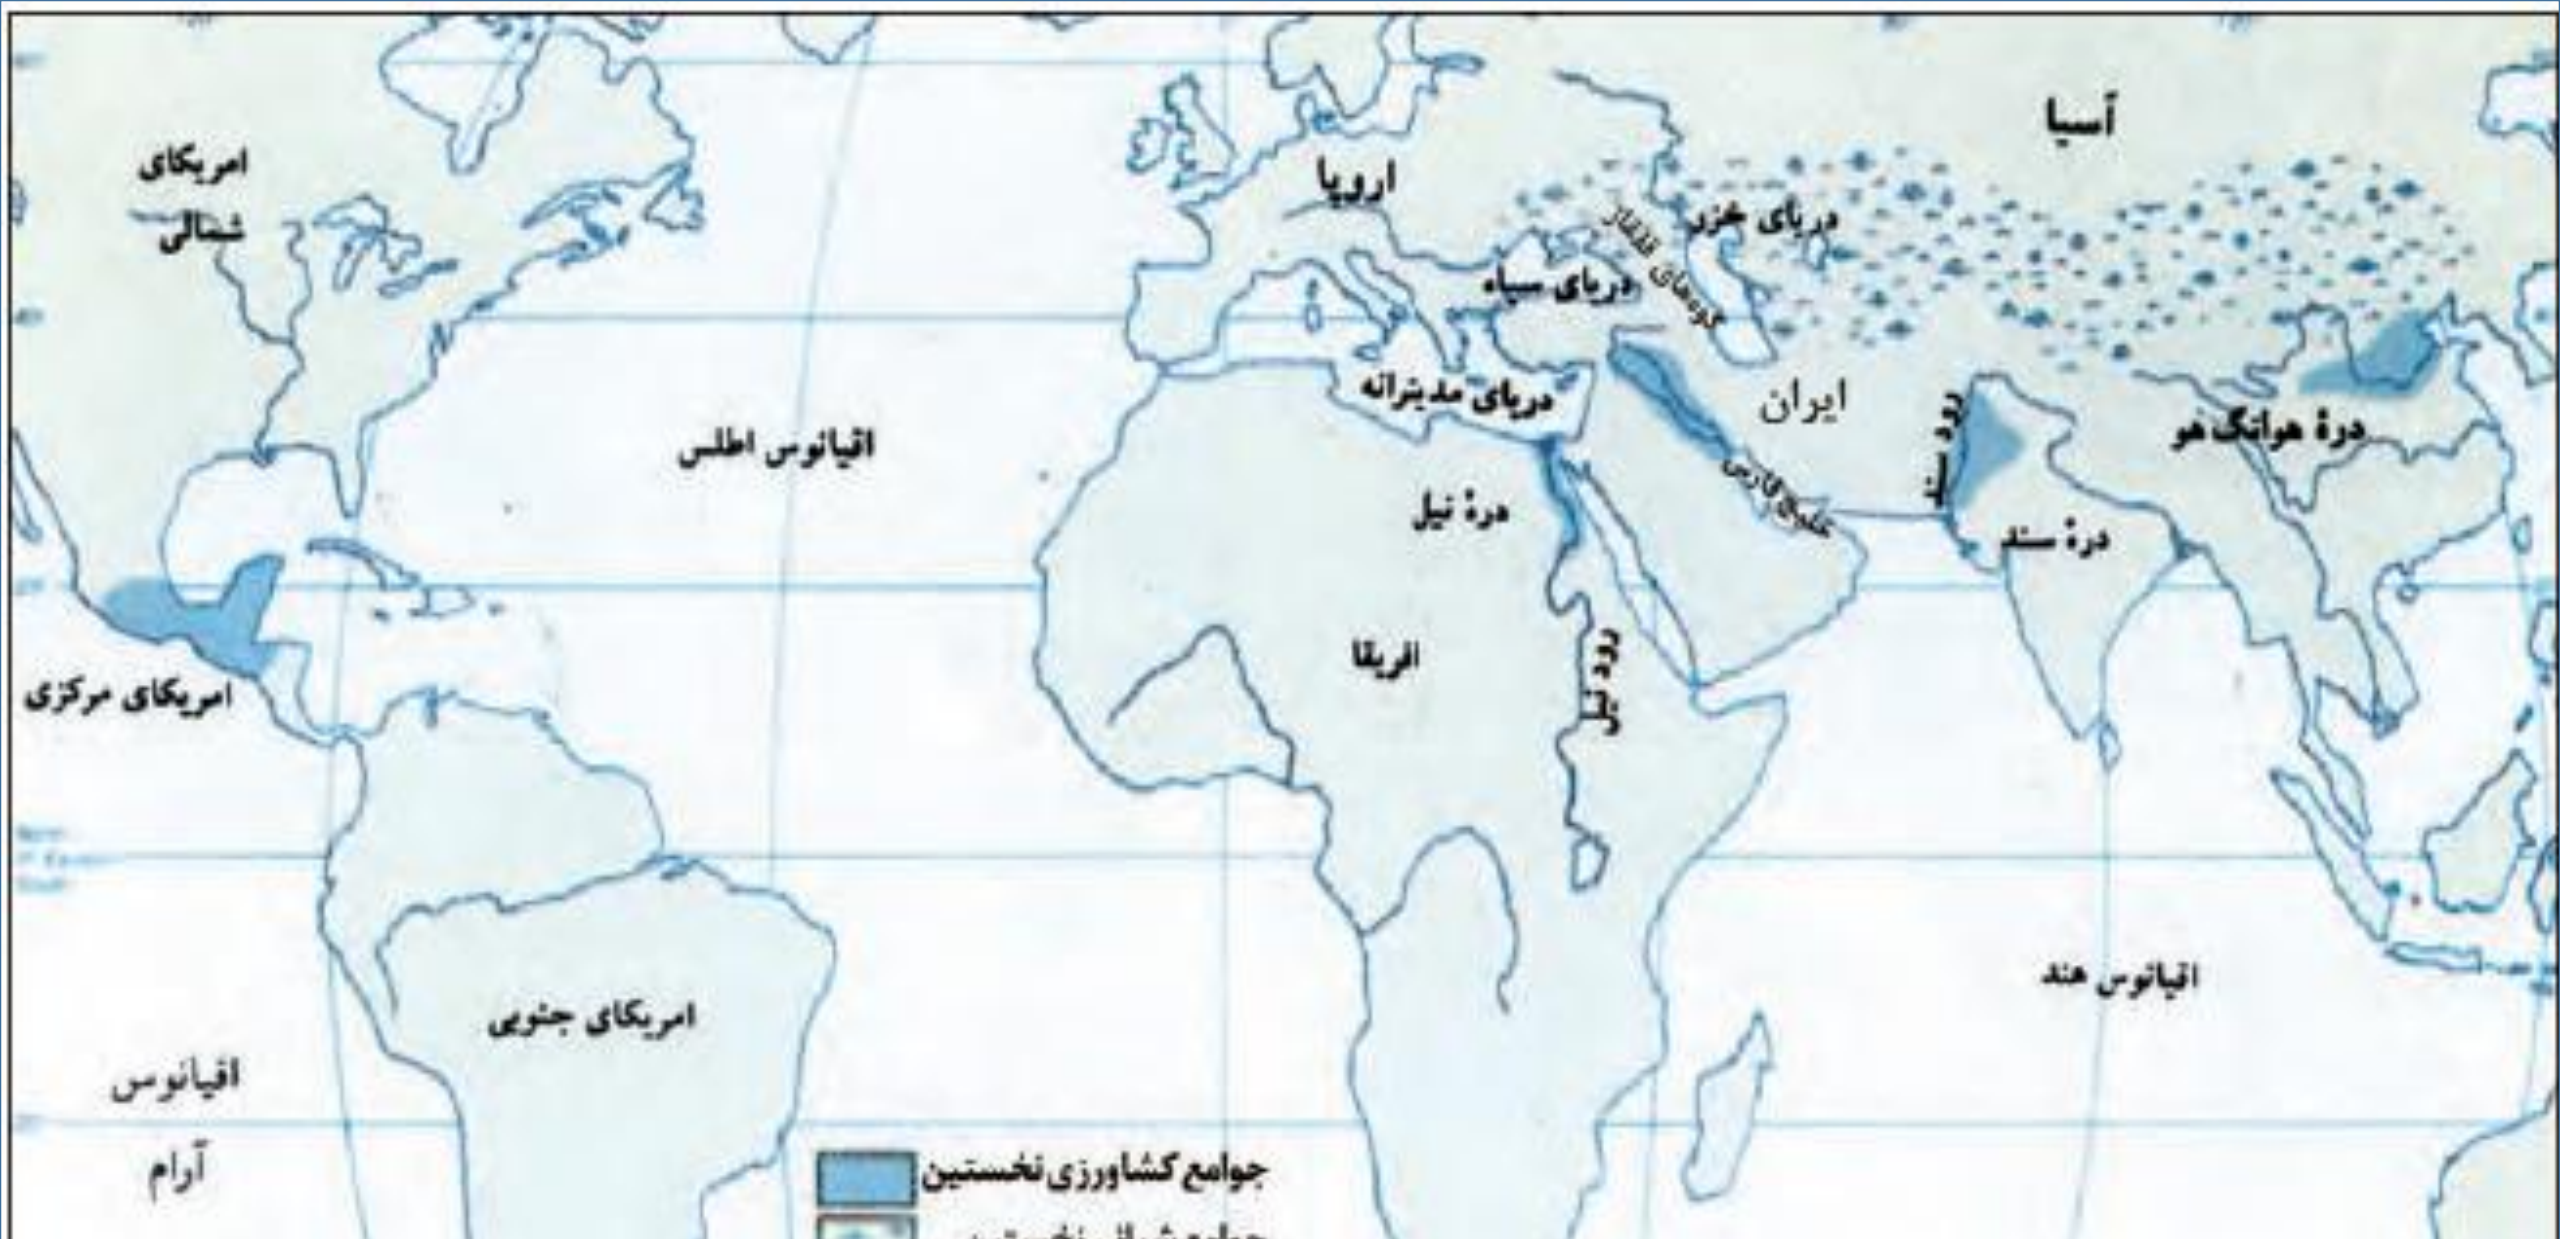 آسیا
امریکای
شمالی
اروپا
دریای خزر
کوه‌های قفقاز
دریای سیاه
دریای مدیترانه
ایران
رود سند
درهٔ هوانگ هو
اقیانوس اطلس
خلیج فارس
درهٔ نیل
درهٔ سند
افریقا
رود نیل
امریکای مرکزی
اقیانوس هند
امریکای جنوبی
اقیانوس
آرام
جوامع کشاورزی نخستین